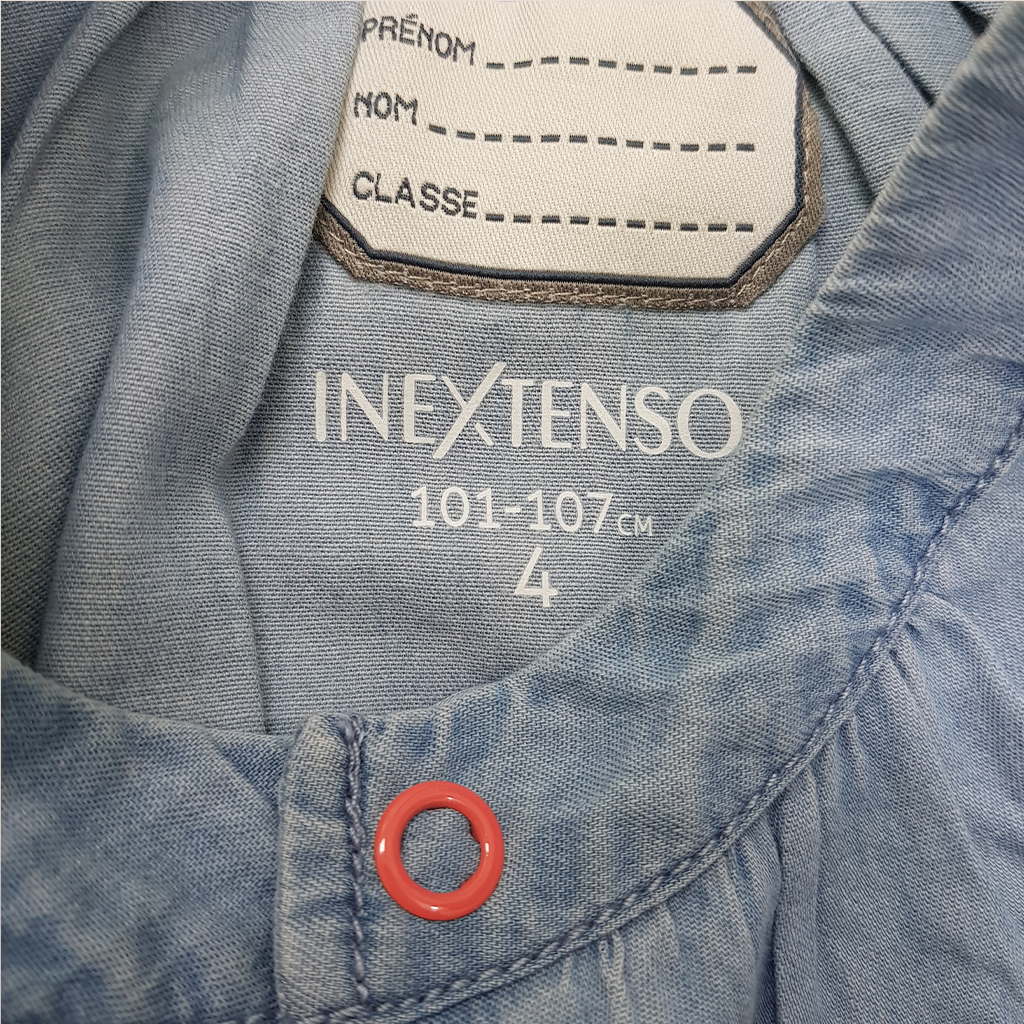 PRÉNOM
NOM
CLASSE
INEXTENSO
101-107CM
4